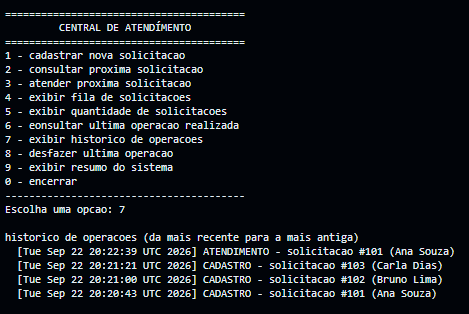 ========================================
CENTRAL DE ATENDÍMENTO
========================================
1 - cadastrar nova solicitacao
2 - consultar proxima solicitacao
3 - atender proxima solicitacao
4 - exibir fila de solicitacoes
5 - exibir quantidade de solicitacoes
6 - eonsultar ultima operacao realizada
7 - exibir historico de operacoes
8 - desfazer ultima operacao
9 - exibir resumo do sistema
0 - encerrar
----------------------------------------
Escolha uma opcao: 7
historico de operacoes (da mais recente para a mais antiga)
[Tue Sep 22 20:22:39 UTC 2026] ATENDIMENTO - solicitacao #101 (Ana Souza)
[Tue Sep 22 20:21:21 UTC 2026] CADASTRO - solicitacao #103 (Carla Dias)
[Tue Sep 22 20:21:00 UTC 2026] CADASTRO - solicitacao #102 (Bruno Lima)
[Tue Sep 22 20:20:43 UTC 2026] CADASTRO - solicitacao #101 (Ana Souza)